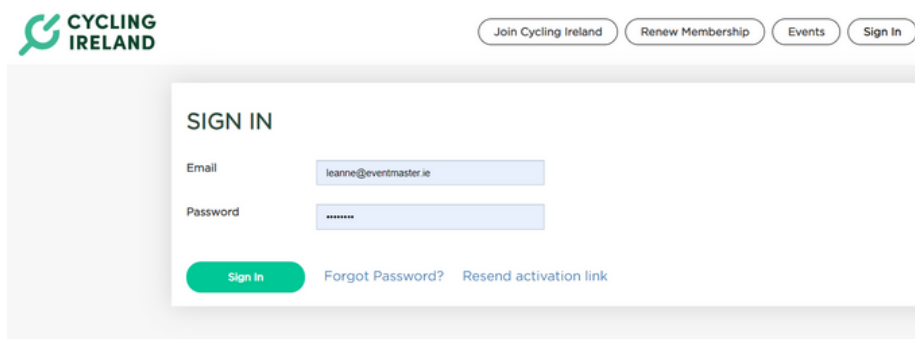 CYCLING
IRELAND
Join Cycling Ireland Renew Membership Events Sign In
SIGN IN
Email leanne@eventmaster.ie
Password ••••••••
Sign In Forgot Password? Resend activation link